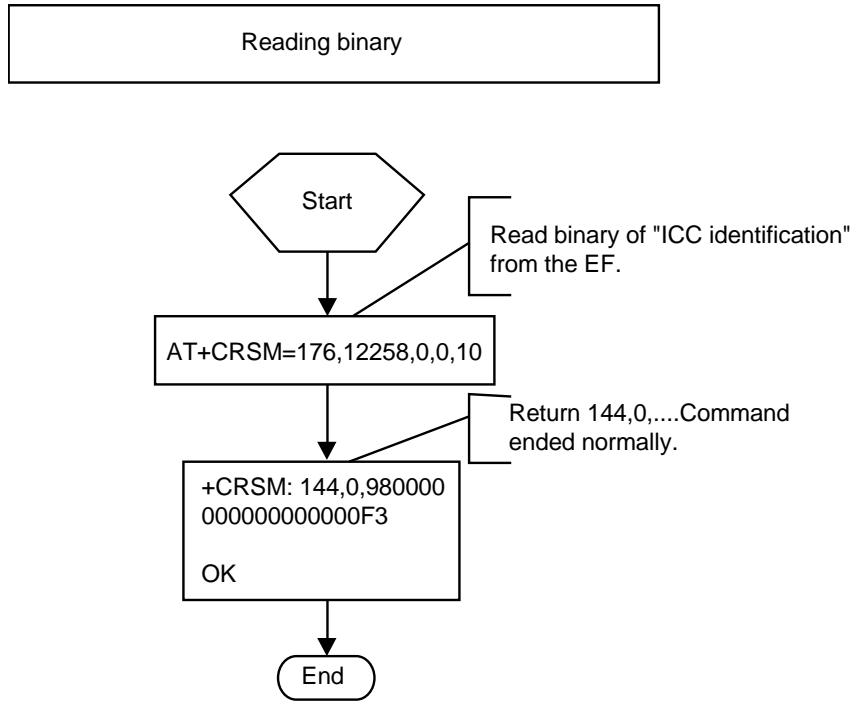 Reading binary
Start
Read binary of "ICC identification"
from the EF.
AT+CRSM=176,12258,0,0,10
Return 144,0,....Command
ended normally.
+CRSM: 144,0,980000
000000000000F3
OK
End